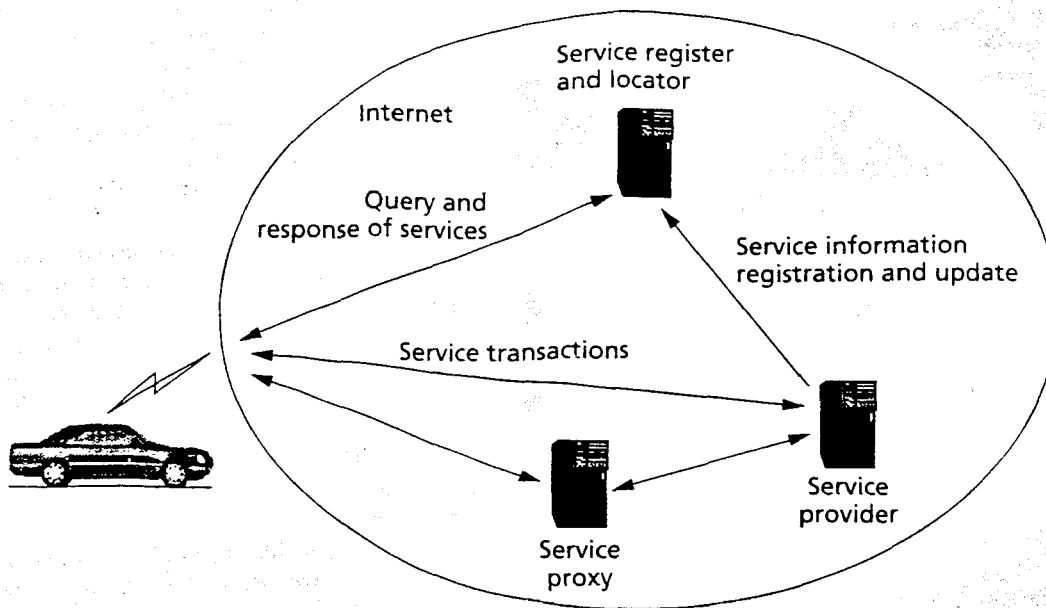 Service register
and locator
Internet
Query and
response of services
Service information
registration and update
Service transactions
Service
provider
Service
proxy